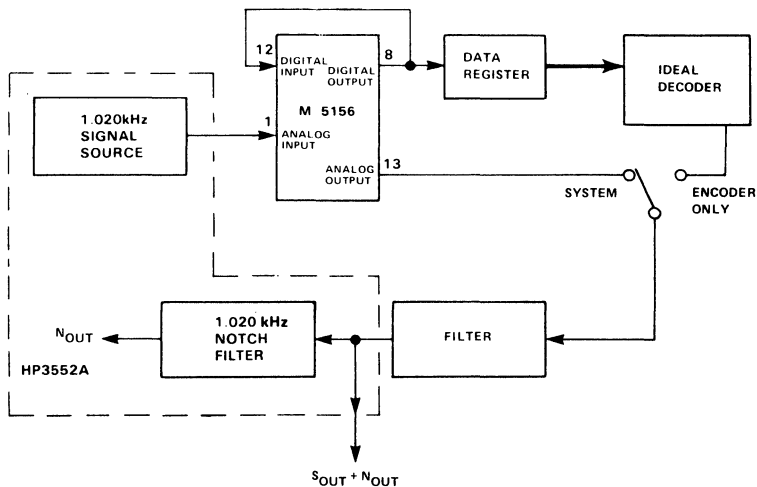 12
DIGITAL
INPUT
8
DIGITAL
OUTPUT
M 5156
1
ANALOG
INPUT
ANALOG
OUTPUT
13
DATA
REGISTER
IDEAL
DECODER
1.020kHz
SIGNAL
SOURCE
SYSTEM
ENCODER
ONLY
NOUT
HP3552A
1.020 kHz
NOTCH
FILTER
FILTER
SOUT + NOUT